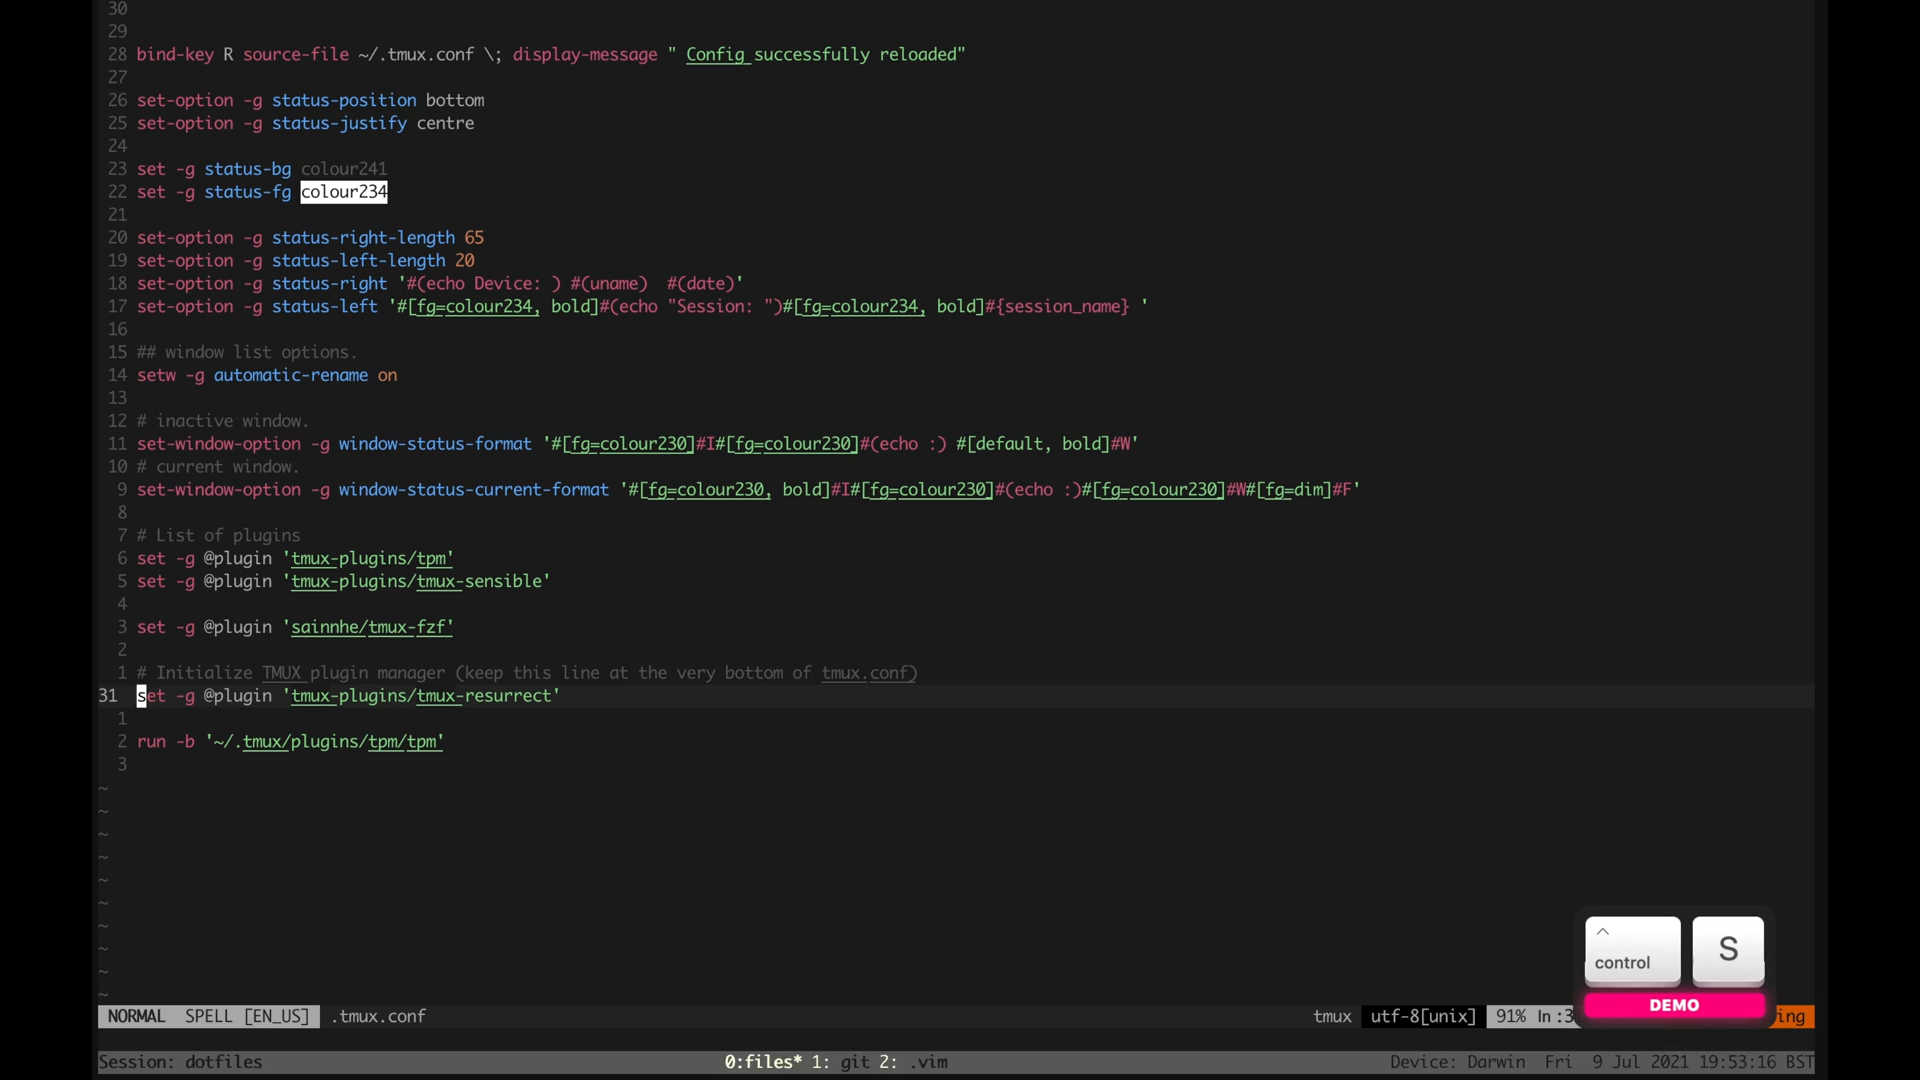 30
29
28 bind-key R source-file ~/.tmux.conf \; display-message " Config successfully reloaded"
27
26 set-option -g status-position bottom
25 set-option -g status-justify centre
24
23 set -g status-bg colour241
22 set -g status-fg colour234
21
20 set-option -g status-right-length 65
19 set-option -g status-left-length 20
18 set-option -g status-right '#(echo Device: ) #(uname)  #(date)'
17 set-option -g status-left '#[fg=colour234, bold]#(echo "Session: ")#[fg=colour234, bold]#{session_name} '
16
15 ## window list options.
14 setw -g automatic-rename on
13
12 # inactive window.
11 set-window-option -g window-status-format '#[fg=colour230]#I#[fg=colour230]#(echo :) #[default, bold]#W'
10 # current window.
9 set-window-option -g window-status-current-format '#[fg=colour230, bold]#I#[fg=colour230]#(echo :)#[fg=colour230]#W#[fg=dim]#F'
8
7 # List of plugins
6 set -g @plugin 'tmux-plugins/tpm'
5 set -g @plugin 'tmux-plugins/tmux-sensible'
4
3 set -g @plugin 'sainnhe/tmux-fzf'
2
1 # Initialize TMUX plugin manager (keep this line at the very bottom of tmux.conf)
31 set -g @plugin 'tmux-plugins/tmux-resurrect'
1
2 run -b '~/.tmux/plugins/tpm/tpm'
3
~
~
~
~
~
~
~
~
~
~
^
control S
DEMO
NORMAL SPELL [EN_US] .tmux.conf tmux utf-8[unix] 91% ln :3 ing
Session: dotfiles 0:files* 1: git 2: .vim Device: Darwin Fri 9 Jul 2021 19:53:16 BST